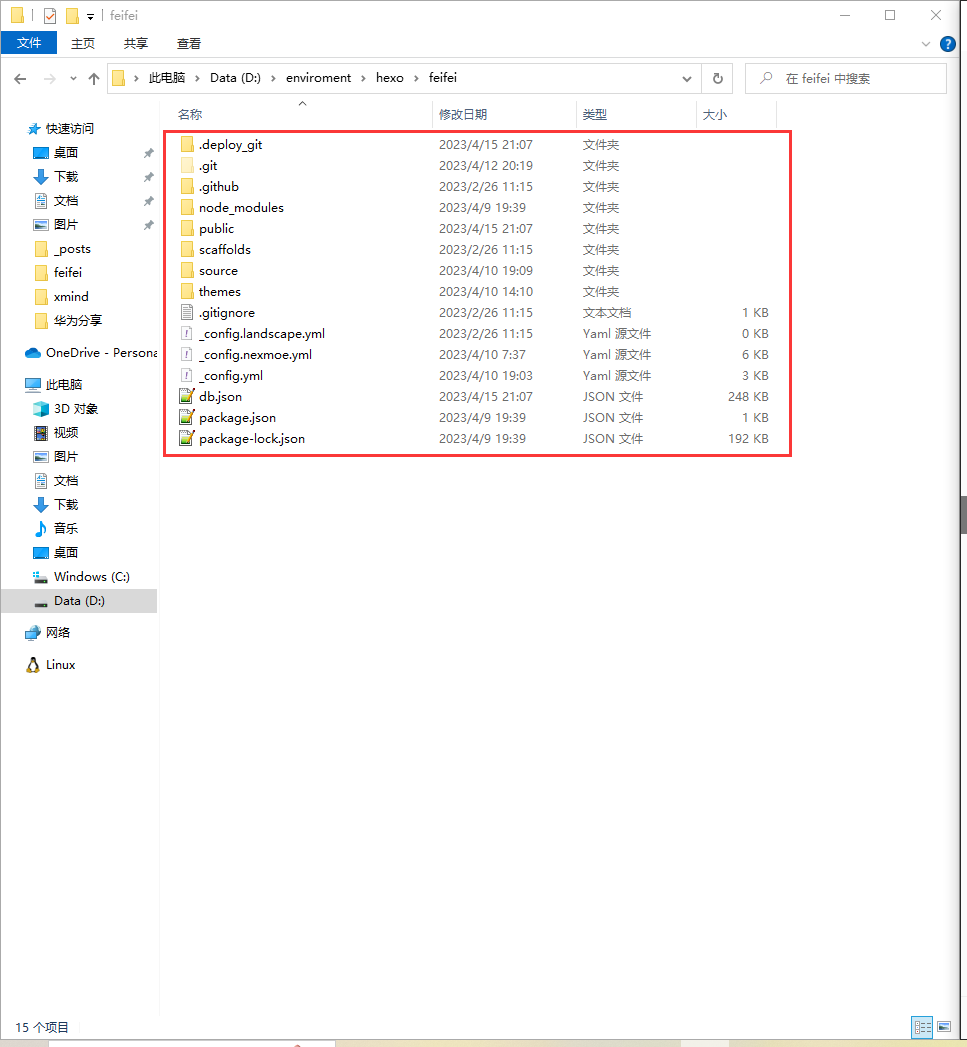 feifei
文件 主页 共享 查看
此电脑 Data (D:) enviroment hexo feifei 在 feifei 中搜索
名称 修改日期 类型 大小
快速访问
桌面
下载
文档
图片
_posts
feifei
xmind
华为分享
OneDrive - Persona
此电脑
3D 对象
视频
图片
文档
下载
音乐
桌面
Windows (C:)
Data (D:)
网络
Linux
.deploy_git 2023/4/15 21:07 文件夹
.git 2023/4/12 20:19 文件夹
.github 2023/2/26 11:15 文件夹
node_modules 2023/4/9 19:39 文件夹
public 2023/4/15 21:07 文件夹
scaffolds 2023/2/26 11:15 文件夹
source 2023/4/10 19:09 文件夹
themes 2023/4/10 14:10 文件夹
.gitignore 2023/2/26 11:15 文本文档 1 KB
_config.landscape.yml 2023/2/26 11:15 Yaml 源文件 0 KB
_config.nexmoe.yml 2023/4/10 7:37 Yaml 源文件 6 KB
_config.yml 2023/4/10 19:03 Yaml 源文件 3 KB
db.json 2023/4/15 21:07 JSON 文件 248 KB
package.json 2023/4/9 19:39 JSON 文件 1 KB
package-lock.json 2023/4/9 19:39 JSON 文件 192 KB
15 个项目